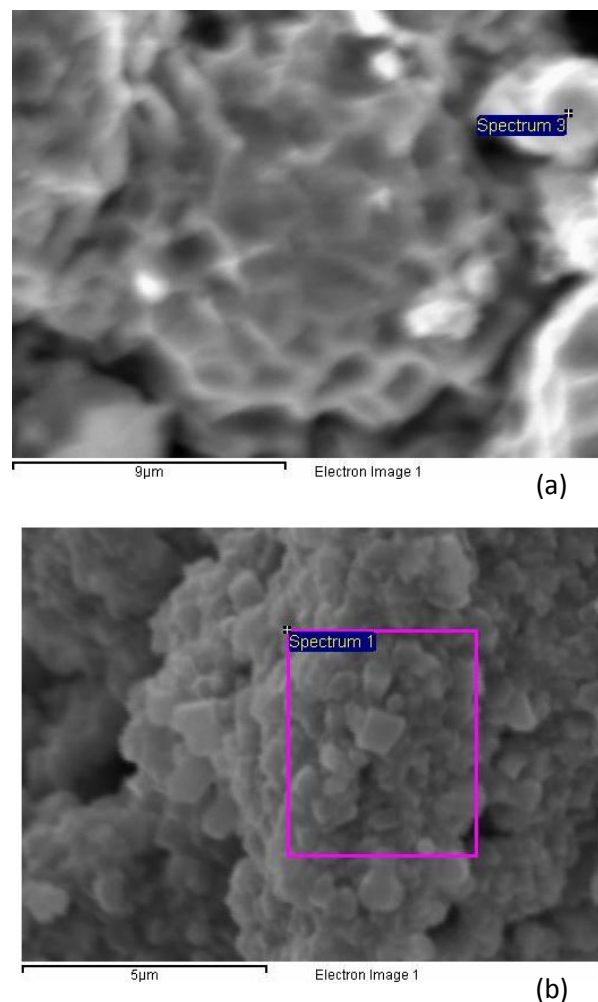 Spectrum 3
9µm Electron Image 1
(a)
Spectrum 1
5µm Electron Image 1
(b)